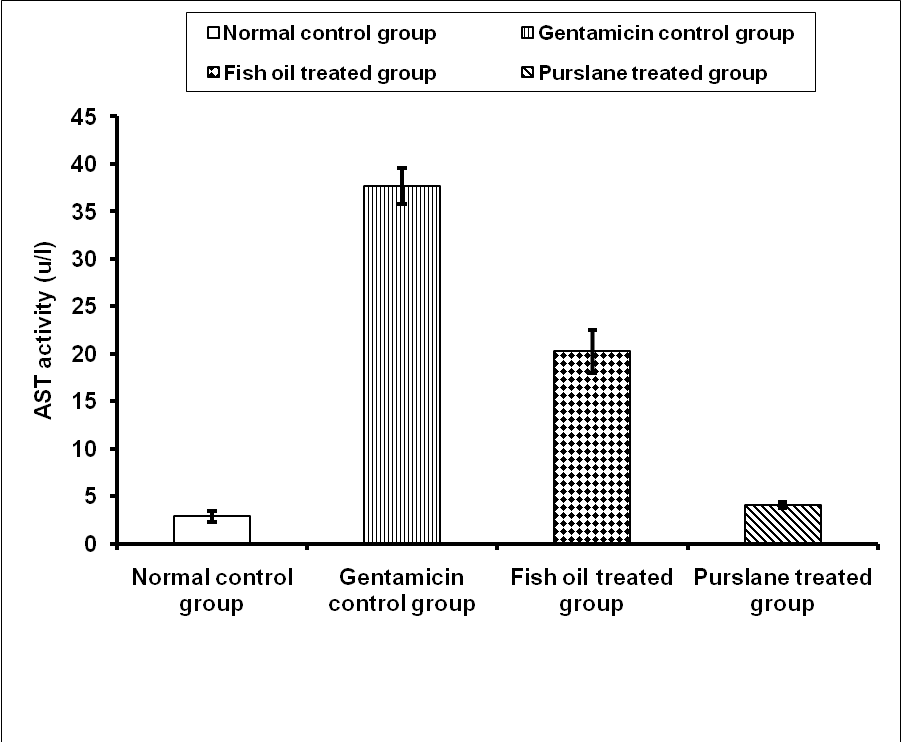 Normal control group
Gentamicin control group
Fish oil treated group
Purslane treated group
45
40
35
30
25
20
15
10
5
0
AST activity (u/l)
Normal control
group
Gentamicin
control group
Fish oil treated
group
Purslane treated
group